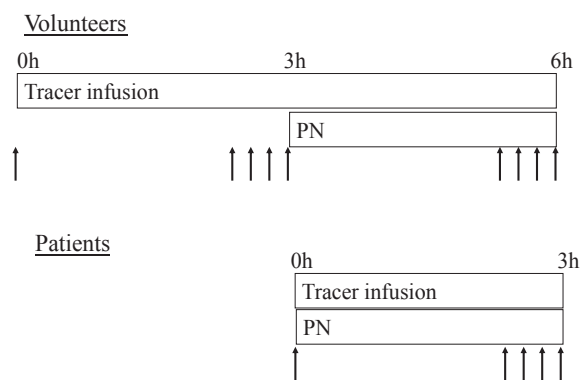 Volunteers
0h 3h 6h
Tracer infusion
PN
Patients
0h 3h
Tracer infusion
PN